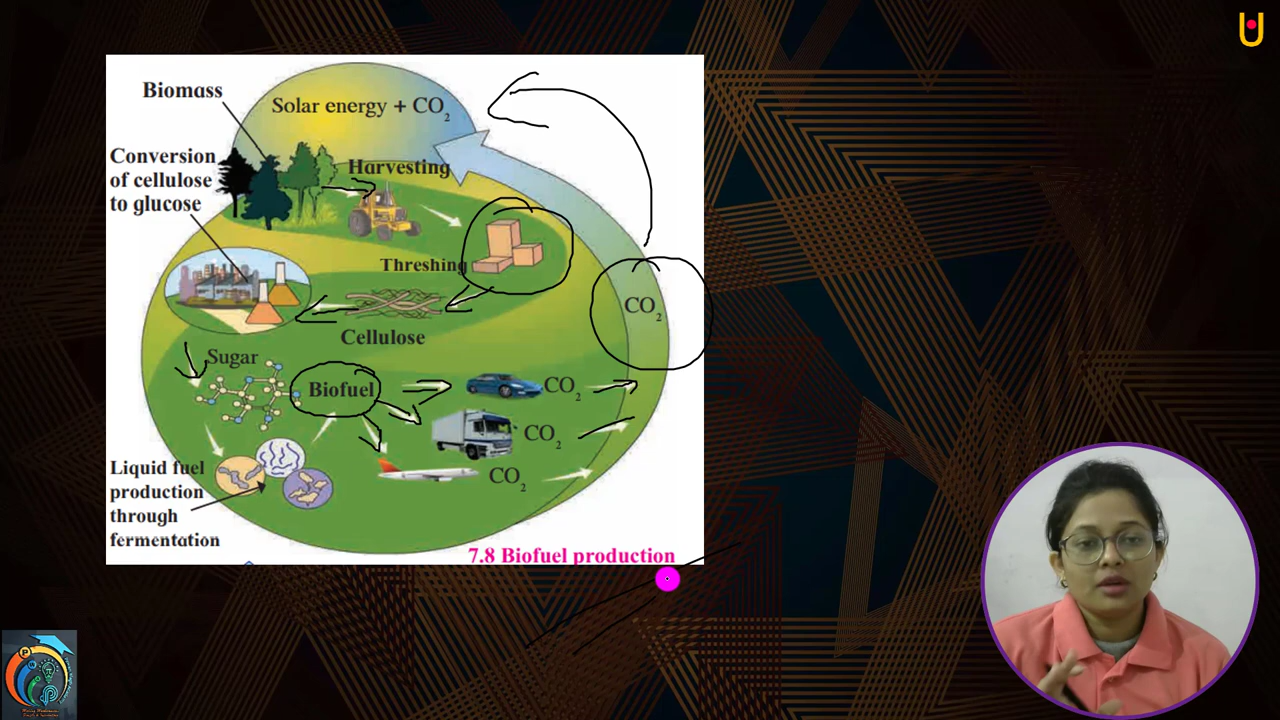 Biomass
Solar energy + CO₂
Conversion
of cellulose
to glucose
Harvesting
Threshing
CO₂
Cellulose
Sugar
Biofuel
CO₂
CO₂
CO₂
Liquid fuel
production
through
fermentation
7.8 Biofuel production